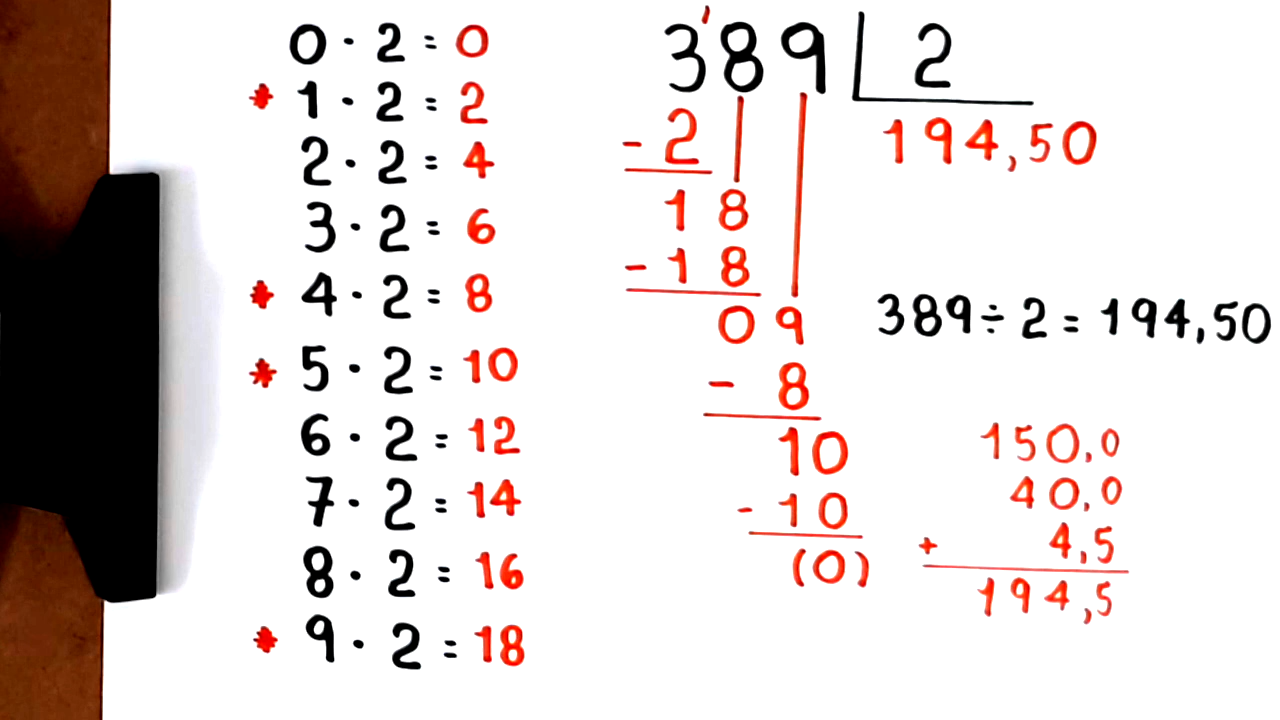 0 · 2 = 0
* 1 · 2 = 2
2 · 2 = 4
3 · 2 = 6
* 4 · 2 = 8
* 5 · 2 = 10
6 · 2 = 12
7 · 2 = 14
8 · 2 = 16
* 9 · 2 = 18
3'89 2
- 2 194,50
18
- 18
09
- 8
10
- 10
(0)
389 ÷ 2 = 194,50
150,0
40,0
+ 4,5
194,5